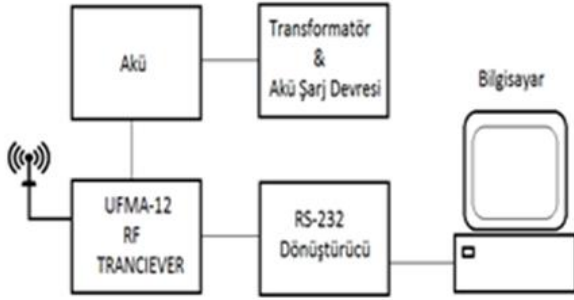 Akü
Transformatör
&
Akü Şarj Devresi
Bilgisayar
UFMA-12
RF
TRANCIEVER
RS-232
Dönüştürücü